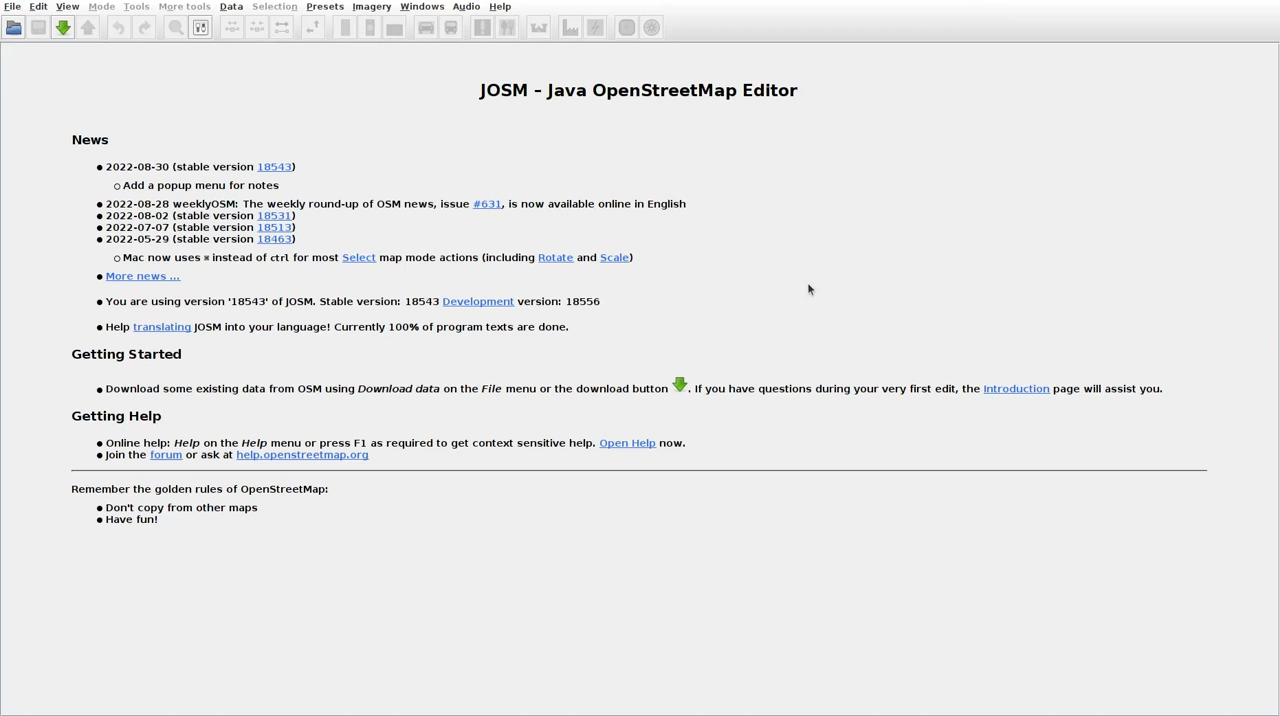 File Edit View Mode Tools More tools Data Selection Presets Imagery Windows Audio Help
JOSM – Java OpenStreetMap Editor
News
2022-08-30 (stable version 18543)
Add a popup menu for notes
2022-08-28 weeklyOSM: The weekly round-up of OSM news, issue #631, is now available online in English
2022-08-02 (stable version 18531)
2022-07-07 (stable version 18513)
2022-05-29 (stable version 18463)
Mac now uses ⌘ instead of ctrl for most Select map mode actions (including Rotate and Scale)
More news ...
You are using version '18543' of JOSM. Stable version: 18543 Development version: 18556
Help translating JOSM into your language! Currently 100% of program texts are done.
Getting Started
Download some existing data from OSM using Download data on the File menu or the download button . If you have questions during your very first edit, the Introduction page will assist you.
Getting Help
Online help: Help on the Help menu or press F1 as required to get context sensitive help. Open Help now.
Join the forum or ask at help.openstreetmap.org
Remember the golden rules of OpenStreetMap:
Don't copy from other maps
Have fun!